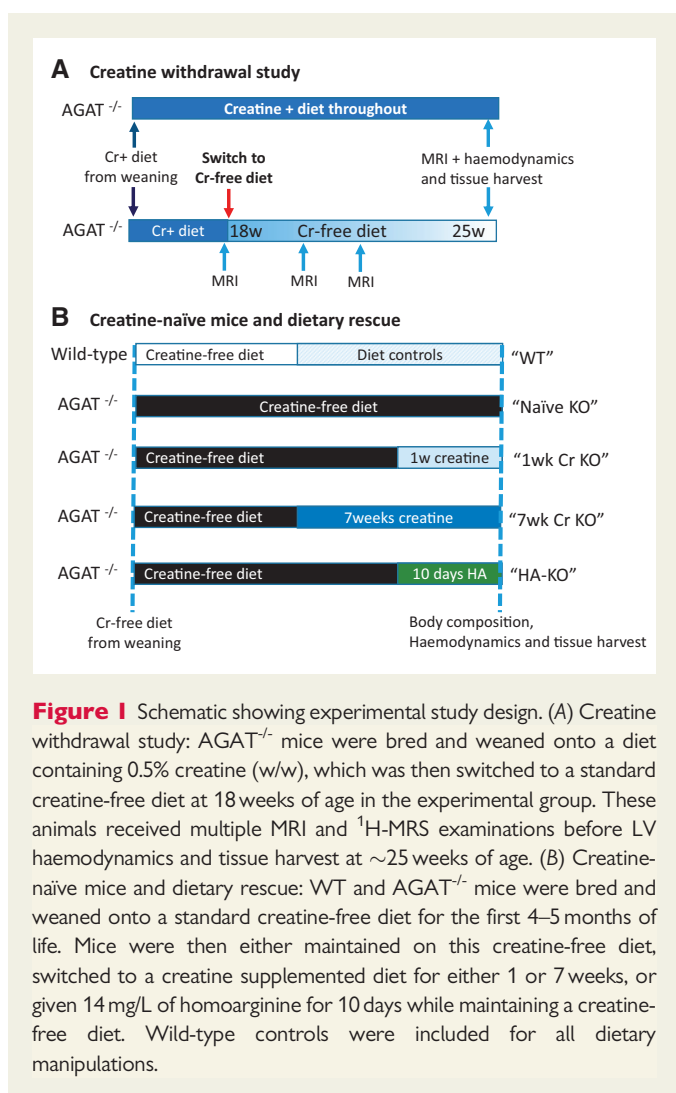 A Creatine withdrawal study
AGAT -/-
Creatine + diet throughout
Cr+ diet
from weaning
Switch to
Cr-free diet
MRI + haemodynamics
and tissue harvest
AGAT -/-
Cr+ diet
18w
Cr-free diet
25w
MRI
MRI
MRI
B Creatine-naïve mice and dietary rescue
Wild-type
Creatine-free diet
Diet controls
“WT”
AGAT -/-
Creatine-free diet
“Naïve KO”
AGAT -/-
Creatine-free diet
1w creatine
“1wk Cr KO”
AGAT -/-
Creatine-free diet
7weeks creatine
“7wk Cr KO”
AGAT -/-
Creatine-free diet
10 days HA
“HA-KO”
Cr-free diet
from weaning
Body composition,
Haemodynamics and tissue harvest
Figure 1 Schematic showing experimental study design. (A) Creatine
withdrawal study: AGAT-/- mice were bred and weaned onto a diet
containing 0.5% creatine (w/w), which was then switched to a standard
creatine-free diet at 18 weeks of age in the experimental group. These
animals received multiple MRI and 1H-MRS examinations before LV
haemodynamics and tissue harvest at ~25 weeks of age. (B) Creatine-
naïve mice and dietary rescue: WT and AGAT-/- mice were bred and
weaned onto a standard creatine-free diet for the first 4–5 months of
life. Mice were then either maintained on this creatine-free diet,
switched to a creatine supplemented diet for either 1 or 7 weeks, or
given 14 mg/L of homoarginine for 10 days while maintaining a creatine-
free diet. Wild-type controls were included for all dietary
manipulations.